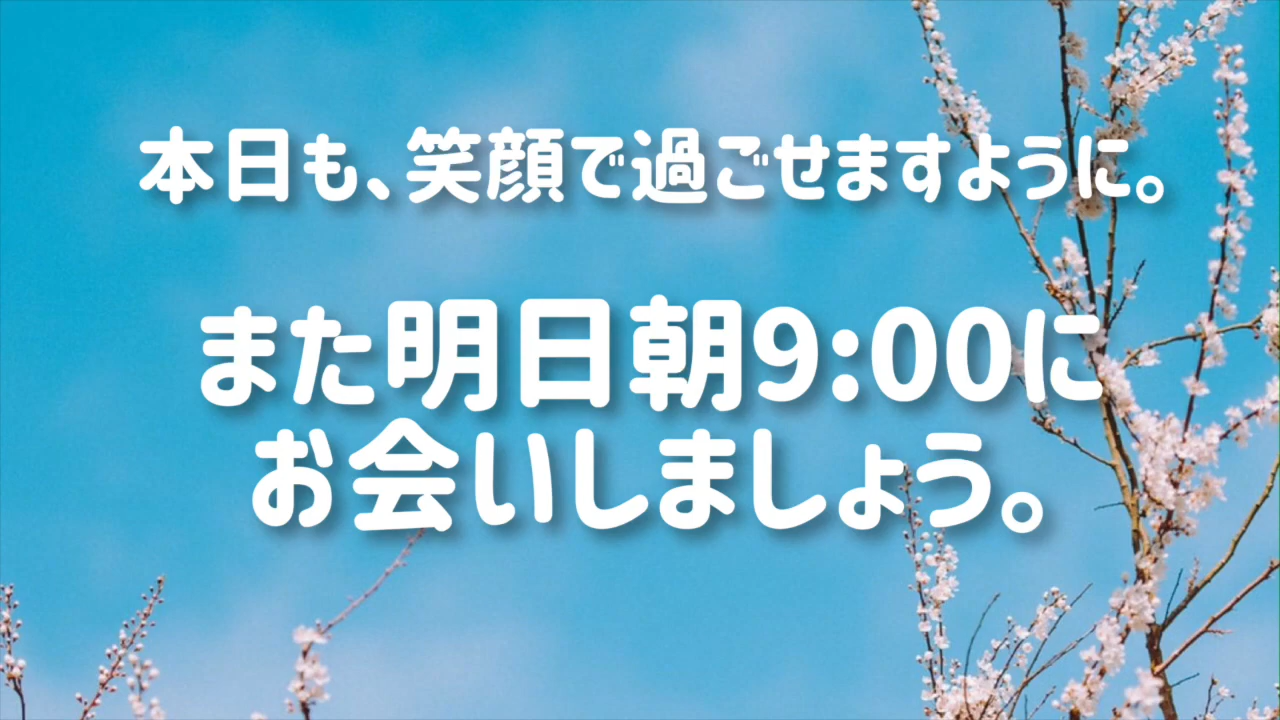 本日も、笑顔で過ごせますように。
また明日朝9:00に
お会いしましょう。